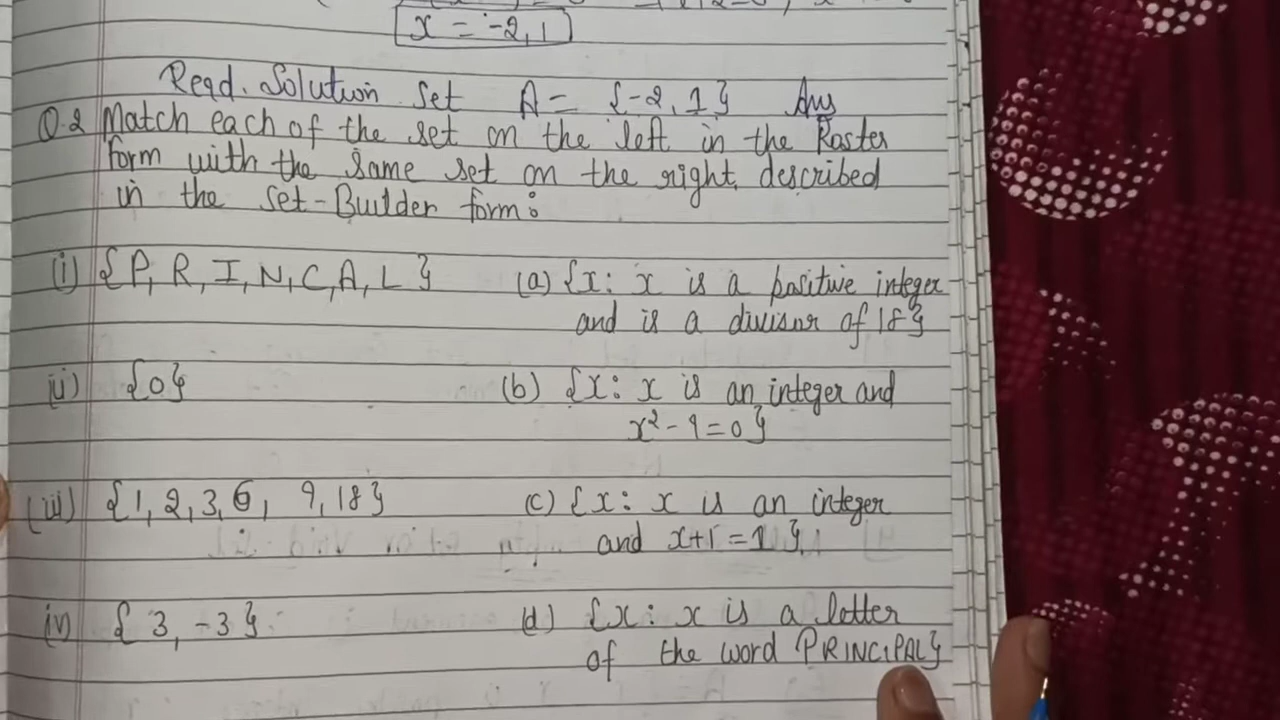 x = -2, 1
Reqd. Solution Set A = {-2, 1} Ans
Q.2 Match each of the set on the left in the Roster
form with the same set on the right described
in the set-Builder form:
(i) {P, R, I, N, C, A, L} (a) {x: x is a positive integer
and is a divisor of 18}
(ii) {0} (b) {x: x is an integer and
x² - 9 = 0}
(iii) {1, 2, 3, 6, 9, 18} (c) {x: x is an integer
and x+1 = 1}
(iv) {3, -3} (d) {x: x is a letter
of the word PRINCIPAL}